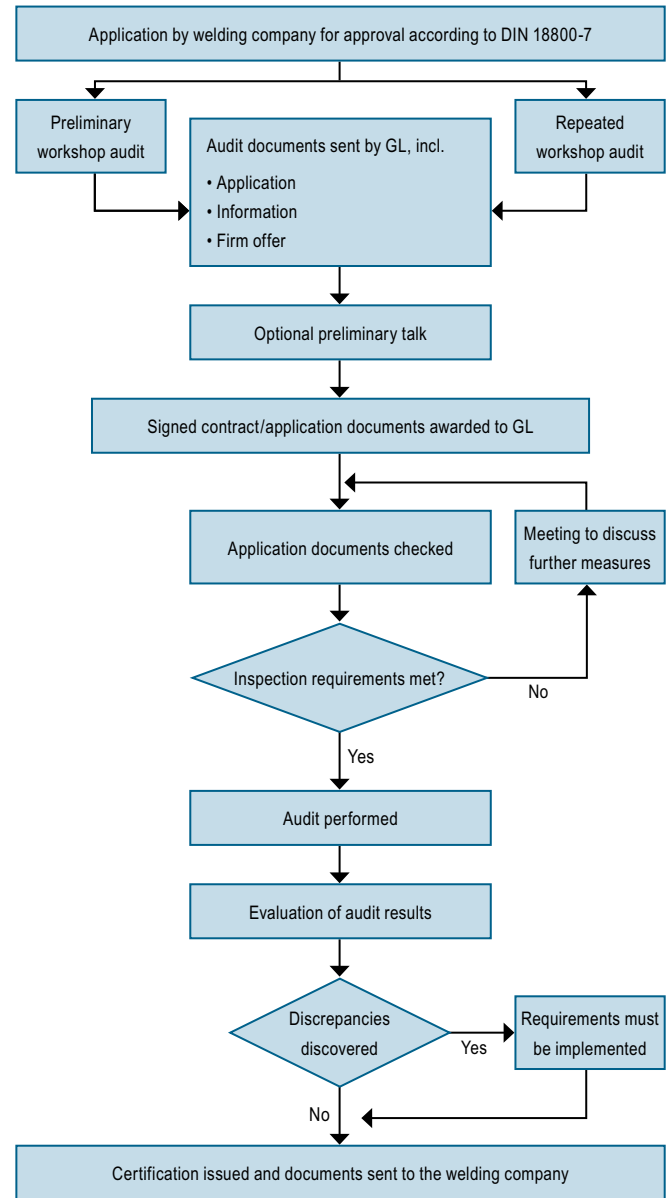 Application by welding company for approval according to DIN 18800-7
Preliminary
workshop audit
Audit documents sent by GL, incl.
• Application
• Information
• Firm offer
Repeated
workshop audit
Optional preliminary talk
Signed contract/application documents awarded to GL
Application documents checked
Meeting to discuss
further measures
Inspection requirements met?
No
Yes
Audit performed
Evaluation of audit results
Discrepancies
discovered
Yes
Requirements must
be implemented
No
Certification issued and documents sent to the welding company